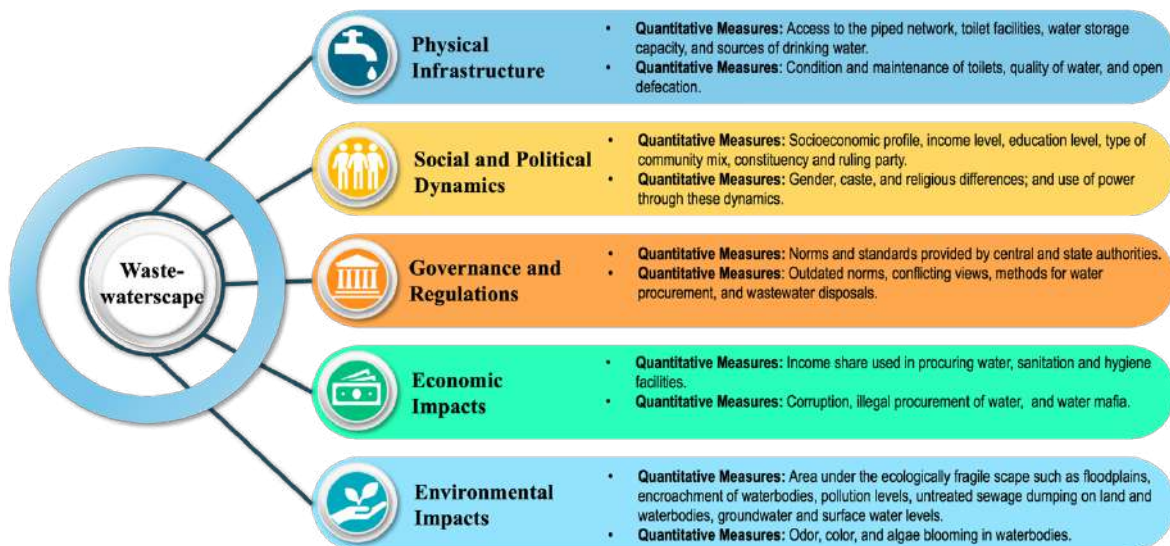 Waste-
waterscape
Physical
Infrastructure
• Quantitative Measures: Access to the piped network, toilet facilities, water storage
capacity, and sources of drinking water.
• Quantitative Measures: Condition and maintenance of toilets, quality of water, and open
defecation.
Social and Political
Dynamics
• Quantitative Measures: Socioeconomic profile, income level, education level, type of
community mix, constituency and ruling party.
• Quantitative Measures: Gender, caste, and religious differences; and use of power
through these dynamics.
Governance and
Regulations
• Quantitative Measures: Norms and standards provided by central and state authorities.
• Quantitative Measures: Outdated norms, conflicting views, methods for water
procurement, and wastewater disposals.
Economic
Impacts
• Quantitative Measures: Income share used in procuring water, sanitation and hygiene
facilities.
• Quantitative Measures: Corruption, illegal procurement of water, and water mafia.
Environmental
Impacts
• Quantitative Measures: Area under the ecologically fragile scape such as floodplains,
encroachment of waterbodies, pollution levels, untreated sewage dumping on land and
waterbodies, groundwater and surface water levels.
• Quantitative Measures: Odor, color, and algae blooming in waterbodies.